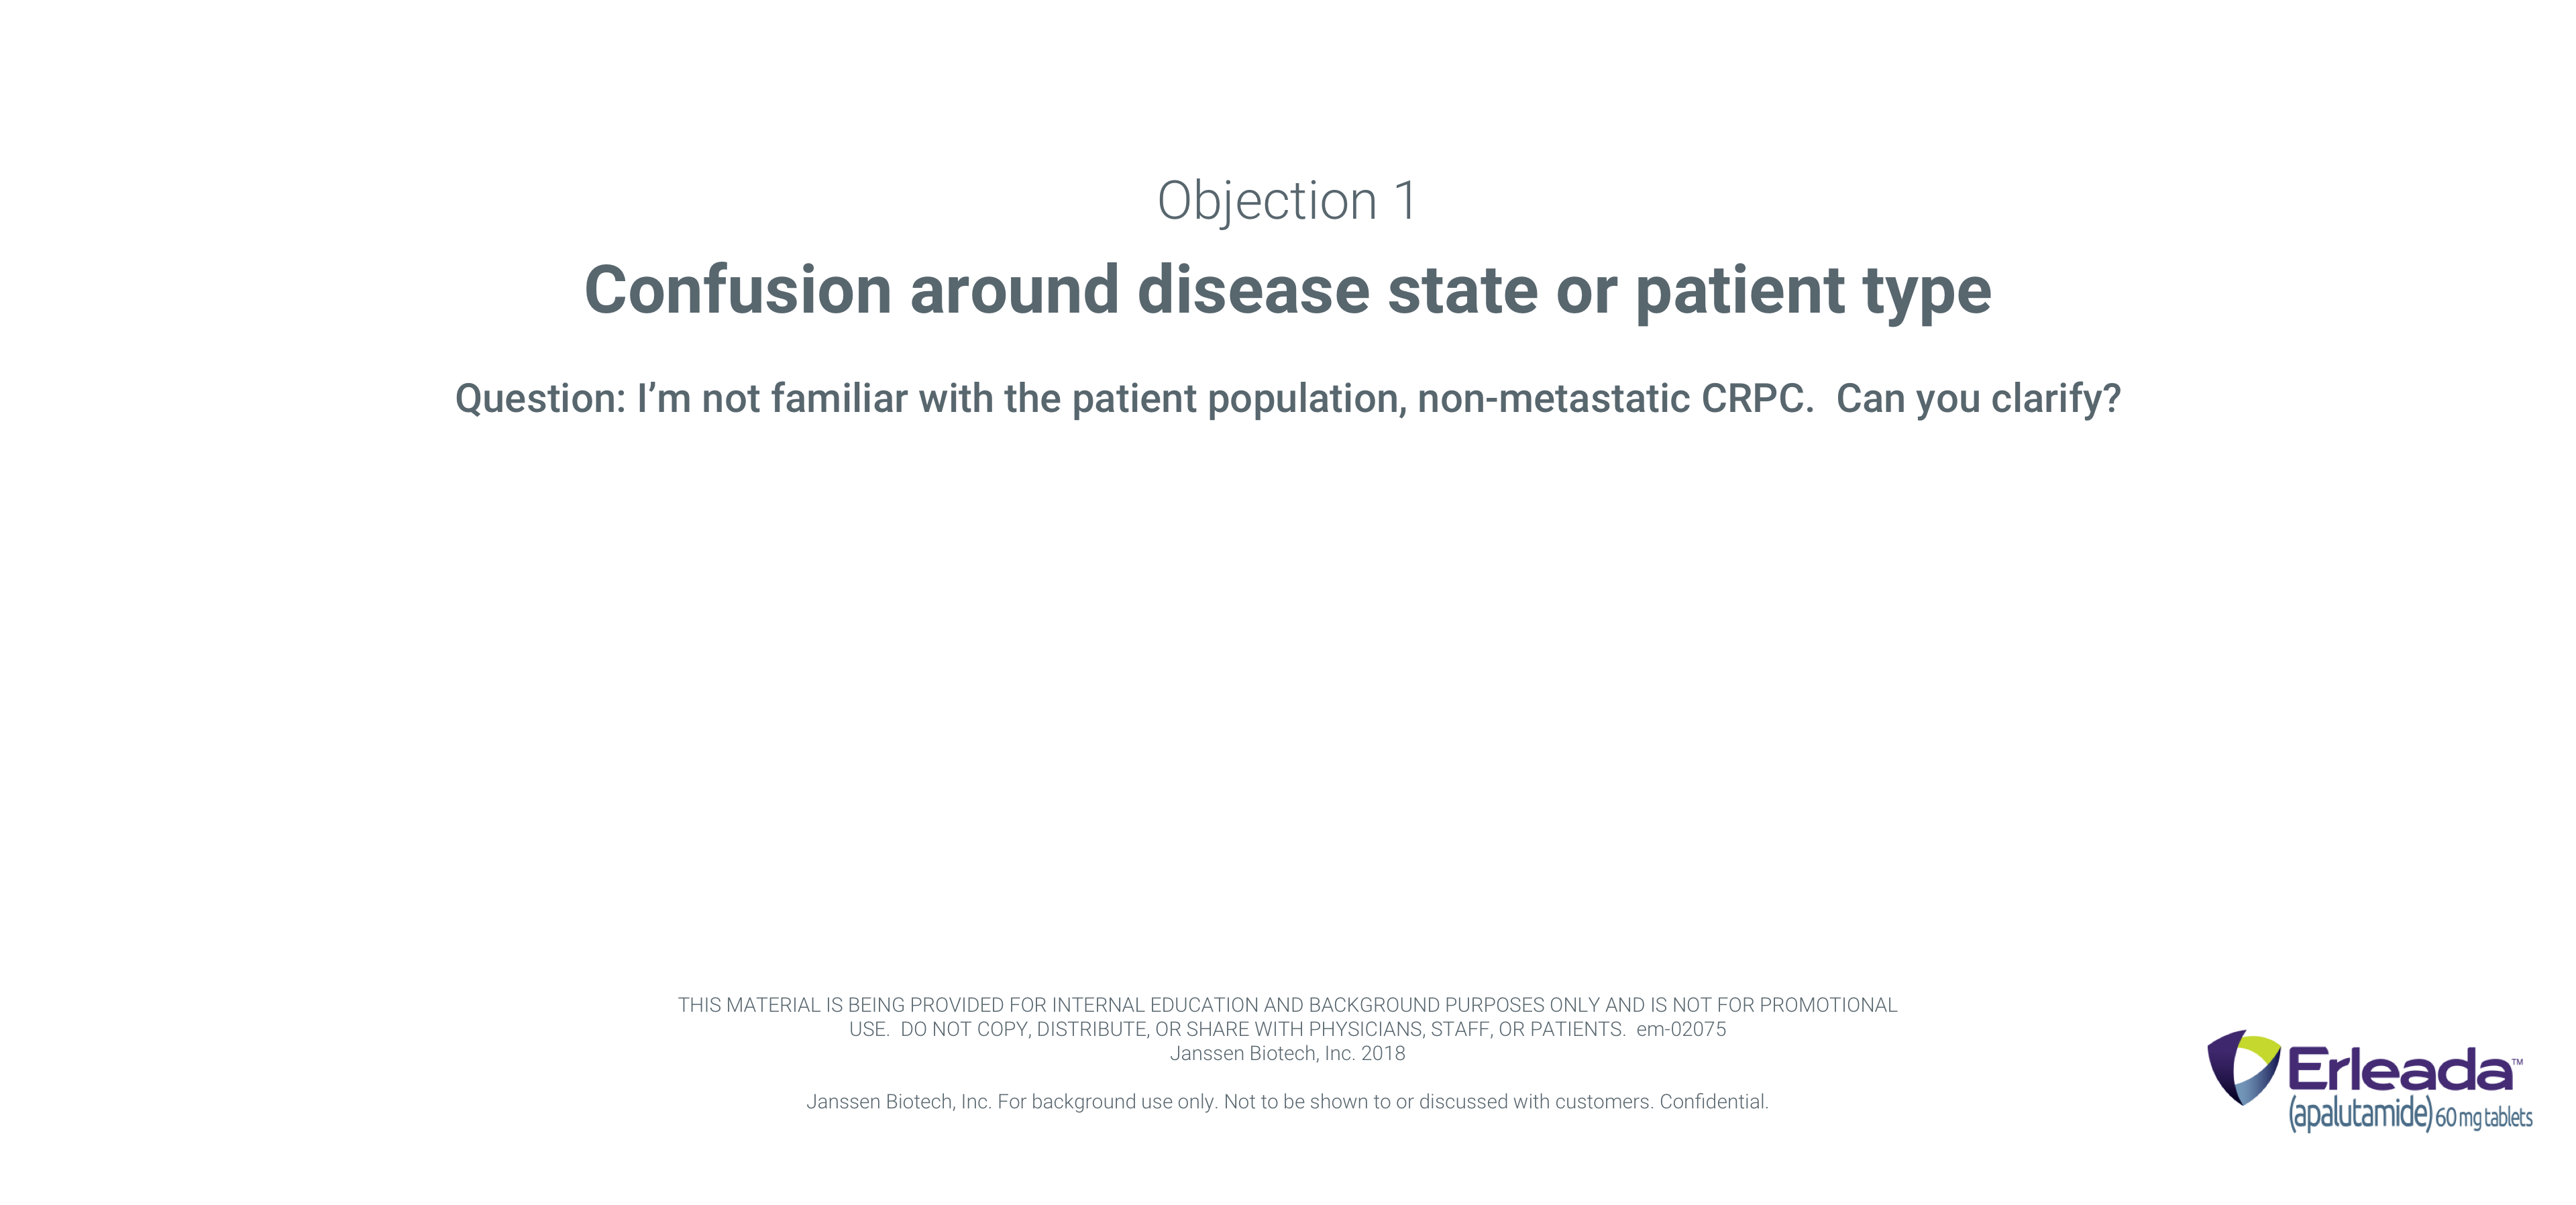 Objection 1
Confusion around disease state or patient type
Question: I’m not familiar with the patient population, non-metastatic CRPC.  Can you clarify?
THIS MATERIAL IS BEING PROVIDED FOR INTERNAL EDUCATION AND BACKGROUND PURPOSES ONLY AND IS NOT FOR PROMOTIONAL
USE.  DO NOT COPY, DISTRIBUTE, OR SHARE WITH PHYSICIANS, STAFF, OR PATIENTS.  em-02075
Janssen Biotech, Inc. 2018
Janssen Biotech, Inc. For background use only. Not to be shown to or discussed with customers. Confidential.
Erleada™
(apalutamide) 60 mg tablets